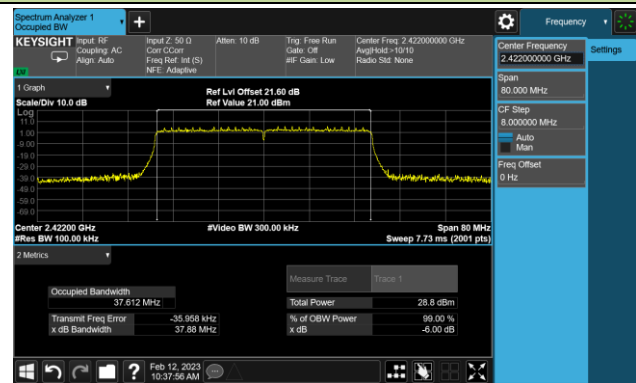 Spectrum Analyzer 1
Occupied BW
Frequency
KEYSIGHT
Input: RF
Coupling: AC
Align: Auto
Input Z: 50 Ω
Corr CCorr
Freq Ref: Int (S)
NFE: Adaptive
Atten: 10 dB
Trig: Free Run
Gate: Off
#IF Gain: Low
Center Freq: 2.422000000 GHz
Avg|Hold:>10/10
Radio Std: None
Center Frequency
2.422000000 GHz
Settings
Span
80.000 MHz
CF Step
8.000000 MHz
Auto
Man
Freq Offset
0 Hz
1 Graph
Scale/Div 10.0 dB
Ref Lvl Offset 21.60 dB
Ref Value 21.00 dBm
Log
11.0
1.00
-9.00
-19.0
-29.0
-39.0
-49.0
-59.0
-69.0
Center 2.42200 GHz
#Res BW 100.00 kHz
#Video BW 300.00 kHz
Span 80 MHz
Sweep 7.73 ms (2001 pts)
2 Metrics
Measure Trace
Trace 1
Occupied Bandwidth
37.612 MHz
Total Power
28.8 dBm
Transmit Freq Error
-35.958 kHz
% of OBW Power
99.00 %
x dB Bandwidth
37.88 MHz
x dB
-6.00 dB
Feb 12, 2023
10:37:56 AM